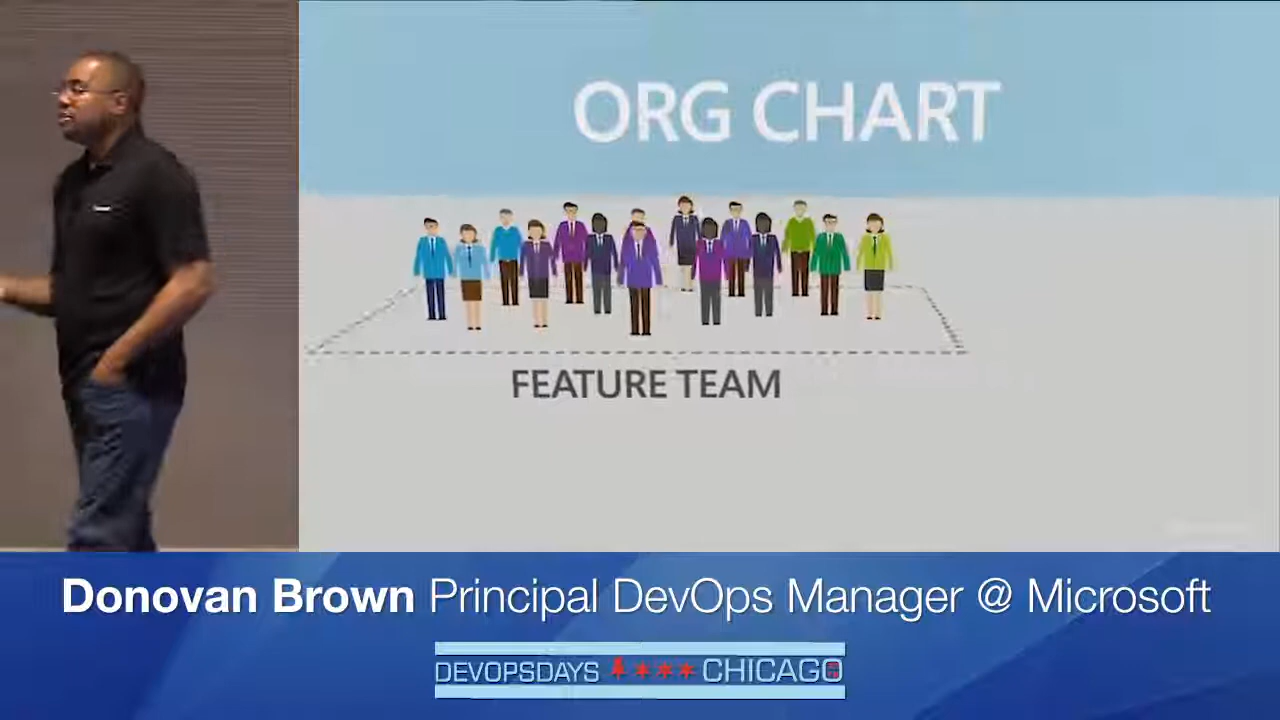 ORG CHART
FEATURE TEAM
Donovan Brown Principal DevOps Manager @ Microsoft
DEVOPSDAYS CHICAGO